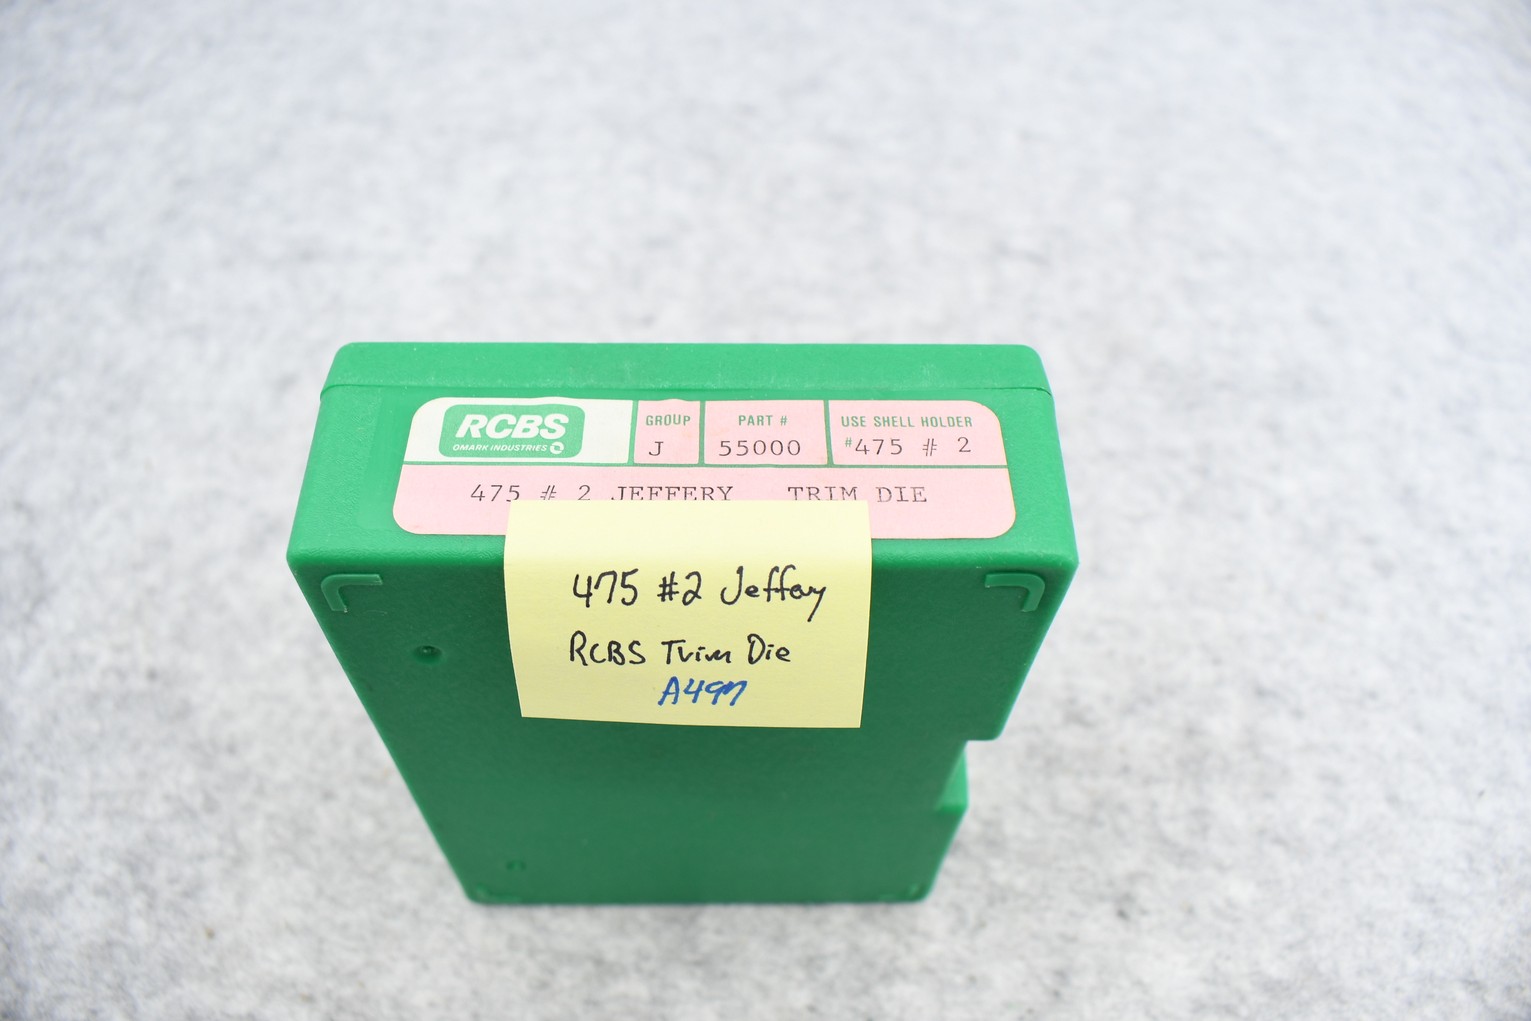 RCBS
OMARK INDUSTRIES
GROUP
J
PART #
55000
USE SHELL HOLDER
#475 # 2
475 # 2 JEFFERY TRIM DIE
475 #2 Jeffery
RCBS Trim Die
A497